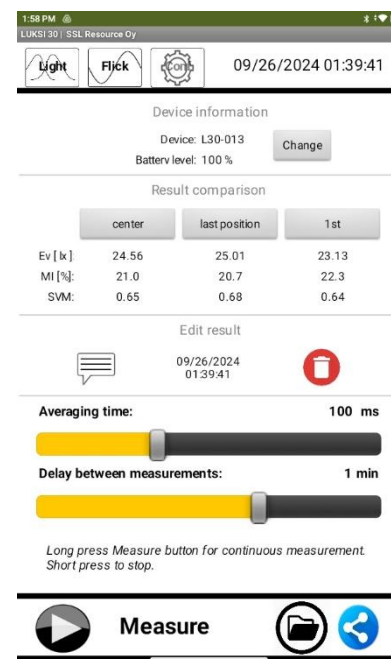 1:58 PM
LUKSI 30 | SSL Resource Oy
Light Flick Conf 09/26/2024 01:39:41
Device information
Device: L30-013
Battery level: 100 %
Change
Result comparison
center last position 1st
Ev [ lx ]: 24.56 25.01 23.13
MI [%]: 21.0 20.7 22.3
SVM: 0.65 0.68 0.64
Edit result
09/26/2024
01:39:41
Averaging time: 100 ms
Delay between measurements: 1 min
Long press Measure button for continuous measurement.
Short press to stop.
Measure